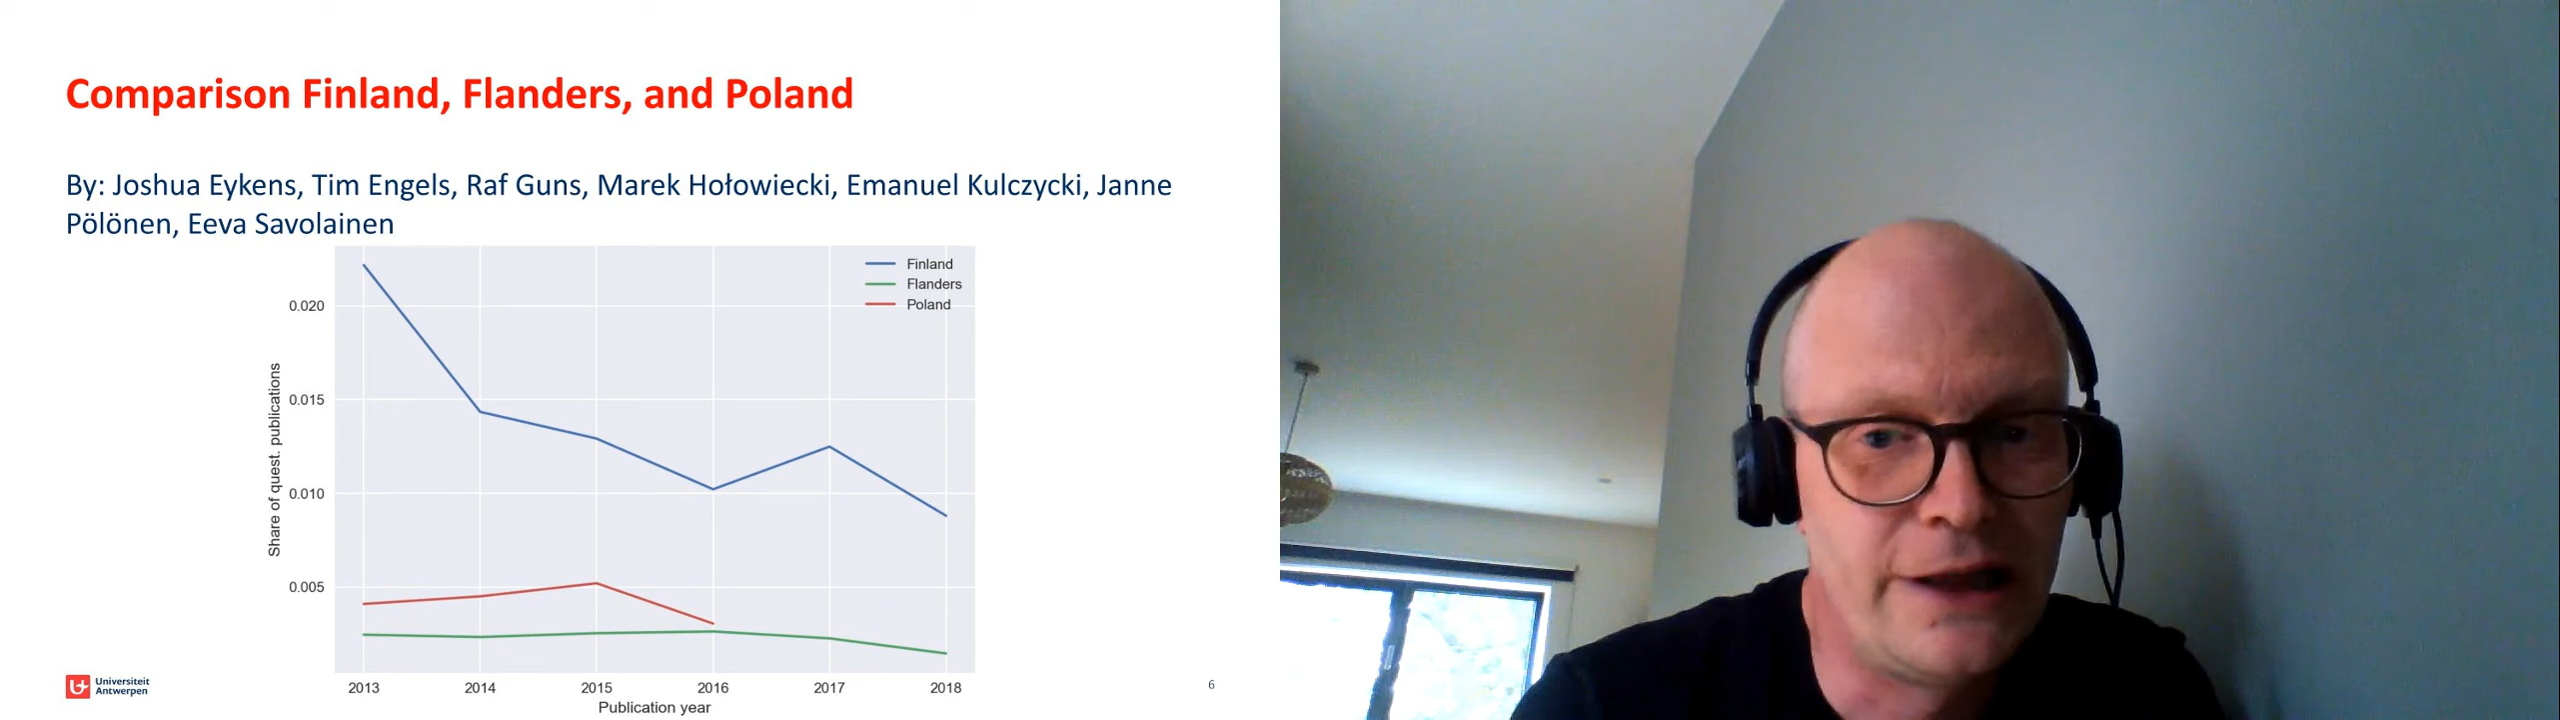 Comparison Finland, Flanders, and Poland
By: Joshua Eykens, Tim Engels, Raf Guns, Marek Hołowiecki, Emanuel Kulczycki, Janne
Pölönen, Eeva Savolainen
Finland
Flanders
Poland
0.020
0.015
0.010
0.005
Share of quest. publications
2013 2014 2015 2016 2017 2018
Publication year
Universiteit
Antwerpen
6